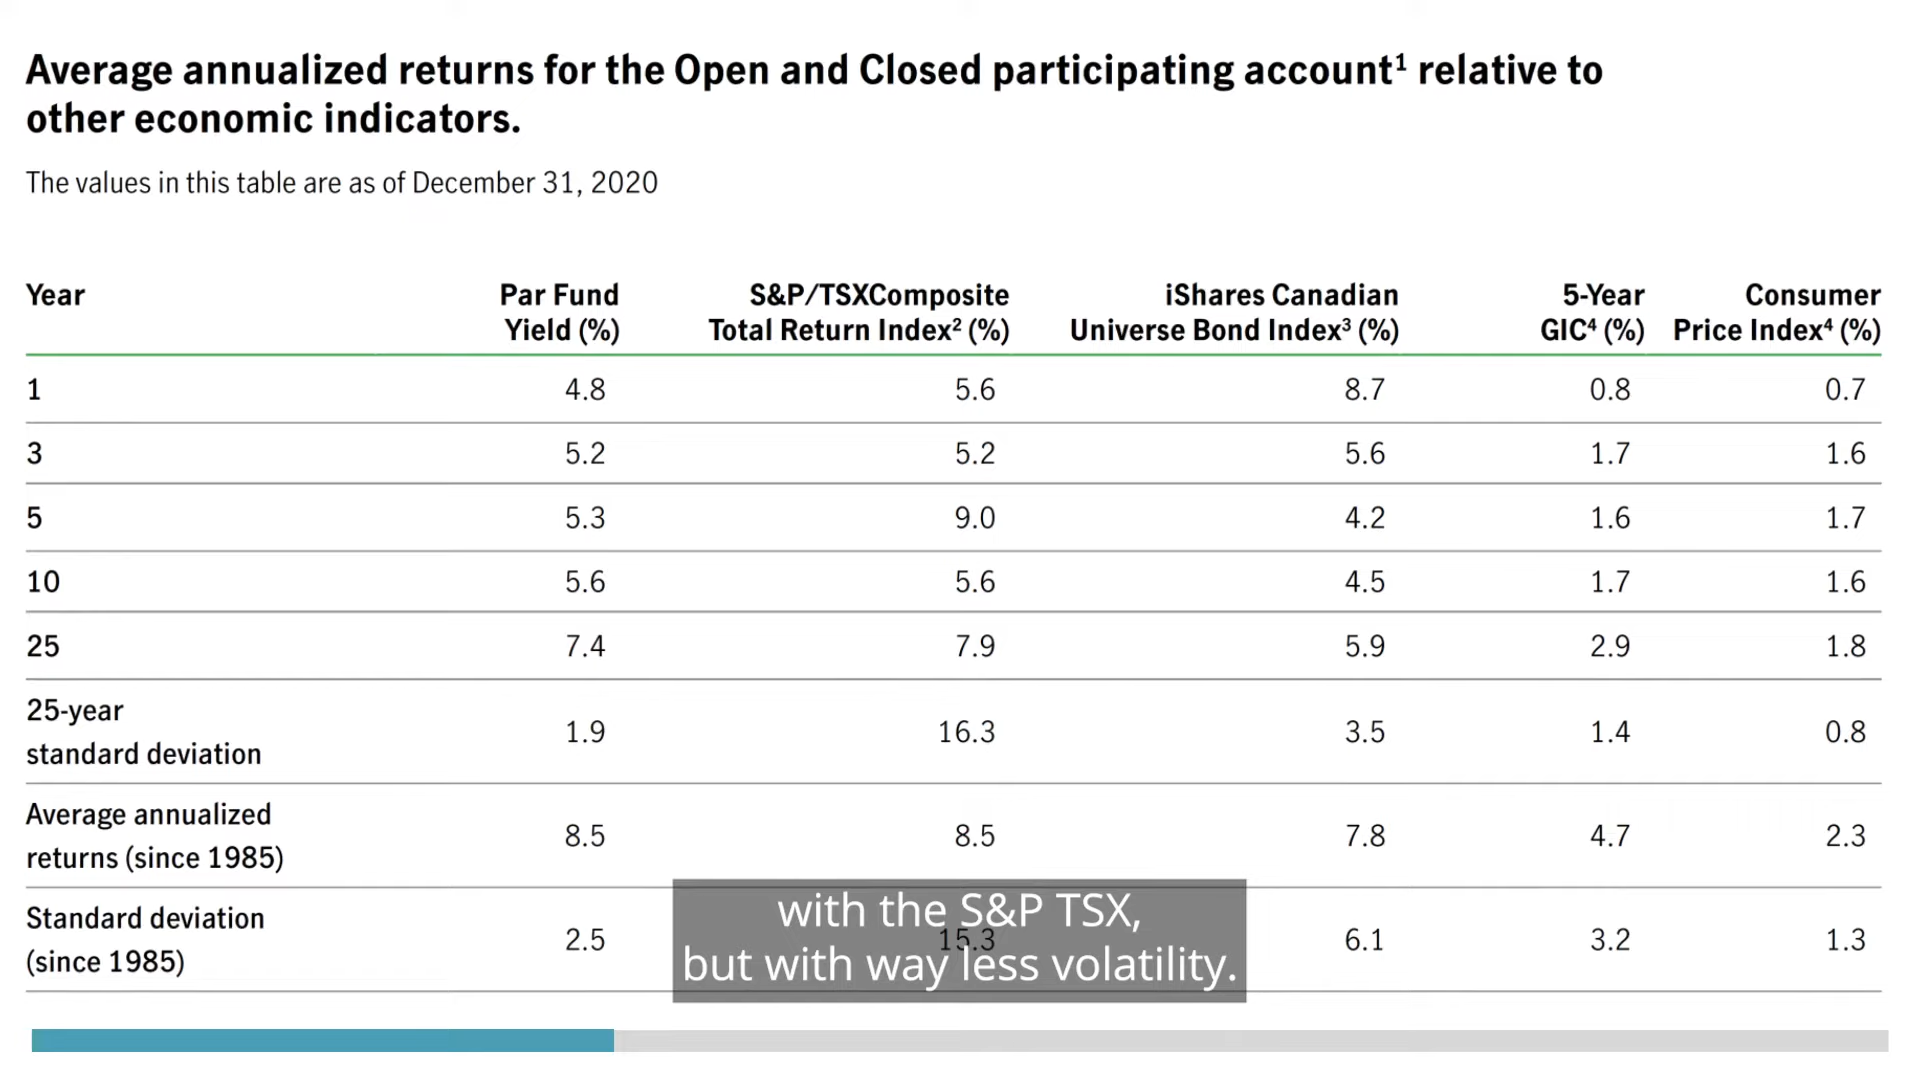 Average annualized returns for the Open and Closed participating account¹ relative to
other economic indicators.
The values in this table are as of December 31, 2020
Year Par Fund Yield (%) S&P/TSXComposite Total Return Index² (%) iShares Canadian Universe Bond Index³ (%) 5-Year GIC⁴ (%) Consumer Price Index⁴ (%)
1 4.8 5.6 8.7 0.8 0.7
3 5.2 5.2 5.6 1.7 1.6
5 5.3 9.0 4.2 1.6 1.7
10 5.6 5.6 4.5 1.7 1.6
25 7.4 7.9 5.9 2.9 1.8
25-year standard deviation 1.9 16.3 3.5 1.4 0.8
Average annualized returns (since 1985) 8.5 8.5 7.8 4.7 2.3
Standard deviation (since 1985) 2.5 15.3 6.1 3.2 1.3
with the S&P TSX,
but with way less volatility.